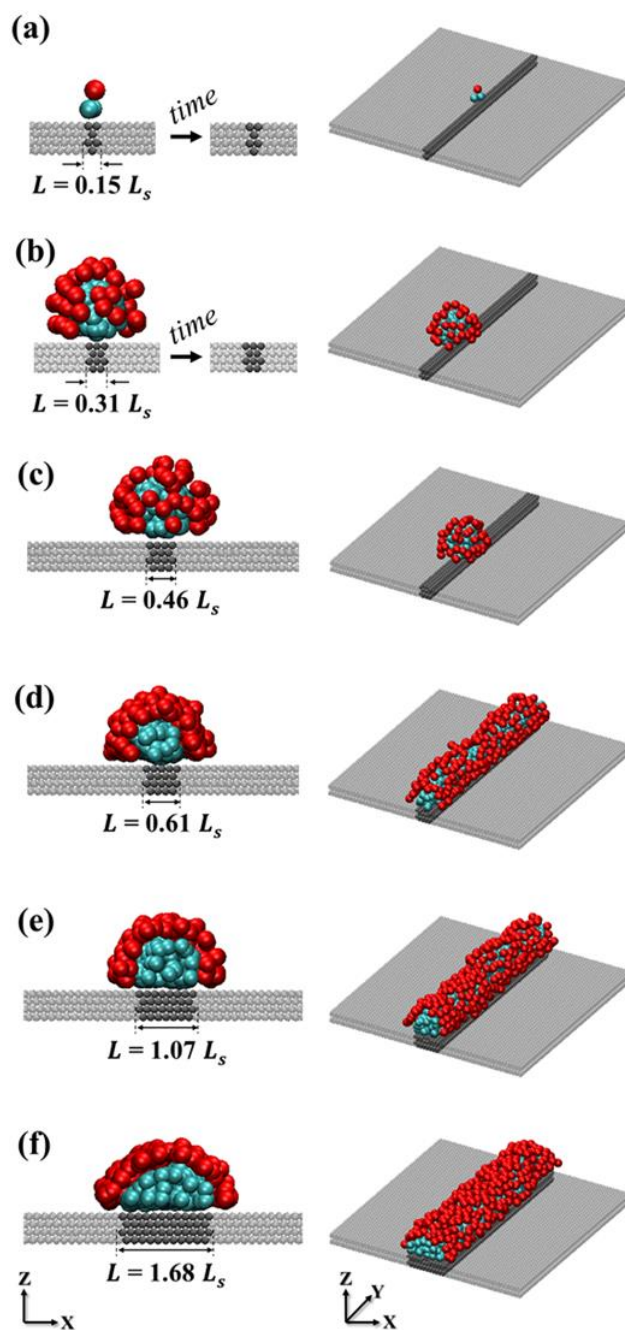 (a)
time
L = 0.15 Lₛ
(b)
time
L = 0.31 Lₛ
(c)
L = 0.46 Lₛ
(d)
L = 0.61 Lₛ
(e)
L = 1.07 Lₛ
(f)
L = 1.68 Lₛ
Z
X
Z
Y
X